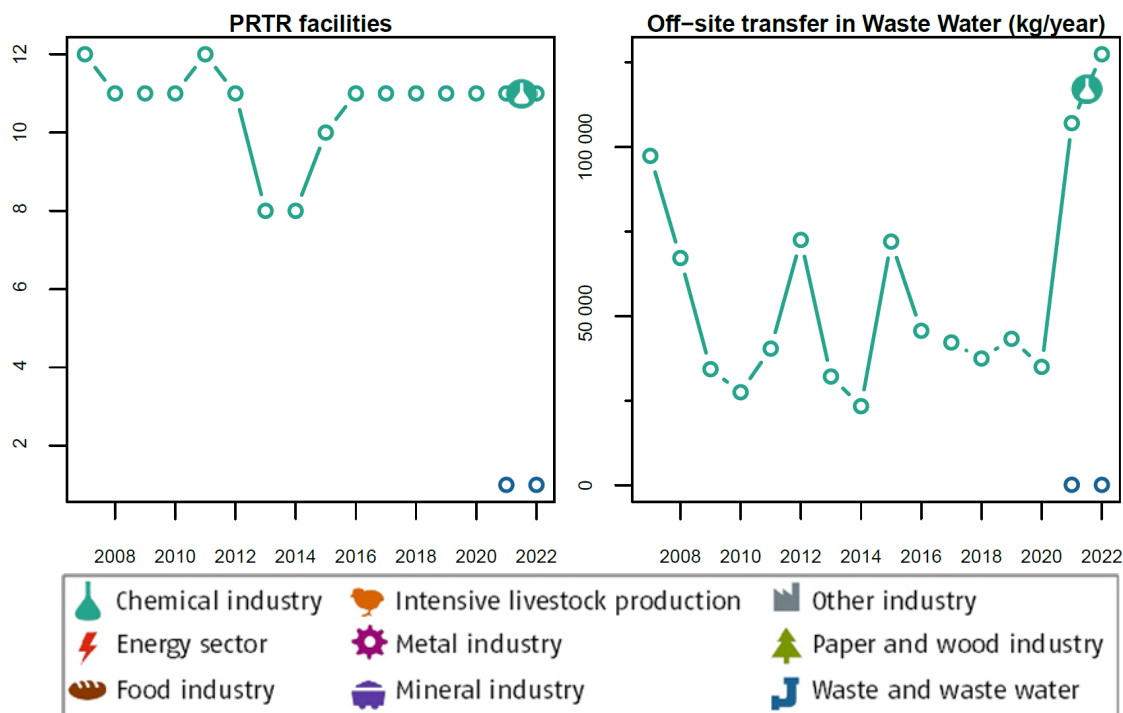 PRTR facilities
12
10
8
6
4
2
2008 2010 2012 2014 2016 2018 2020 2022
Off−site transfer in Waste Water (kg/year)
100 000
50 000
0
2008 2010 2012 2014 2016 2018 2020 2022
Chemical industry
Intensive livestock production
Other industry
Energy sector
Metal industry
Paper and wood industry
Food industry
Mineral industry
Waste and waste water